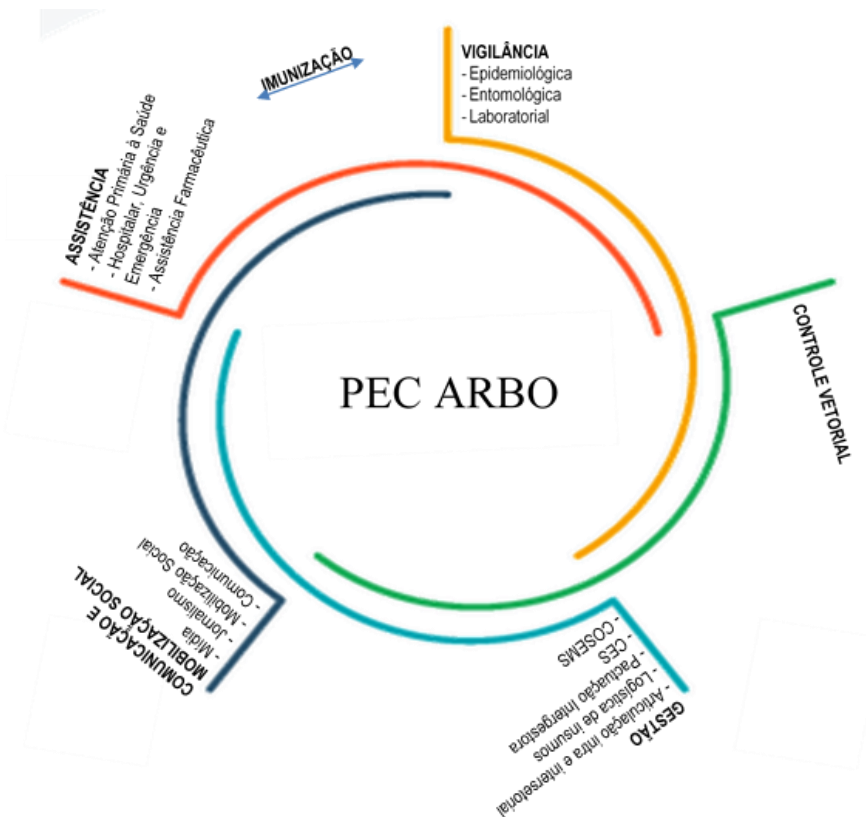 IMUNIZAÇÃO
VIGILÂNCIA
- Epidemiológica
- Entomológica
- Laboratorial
ASSISTÊNCIA
- Atenção Primária à Saúde
- Hospitalar, Urgência e
Emergência
- Assistência Farmacêutica
CONTROLE VETORIAL
PEC ARBO
COMUNICAÇÃO E
MOBILIZAÇÃO SOCIAL
- Mídia
- Jornalismo
- Mobilização Social
- Comunicação
GESTÃO
- Articulação intra e intersetorial
- Logística de insumos
- Pactuação Intergestora
- CES
- COSEMS